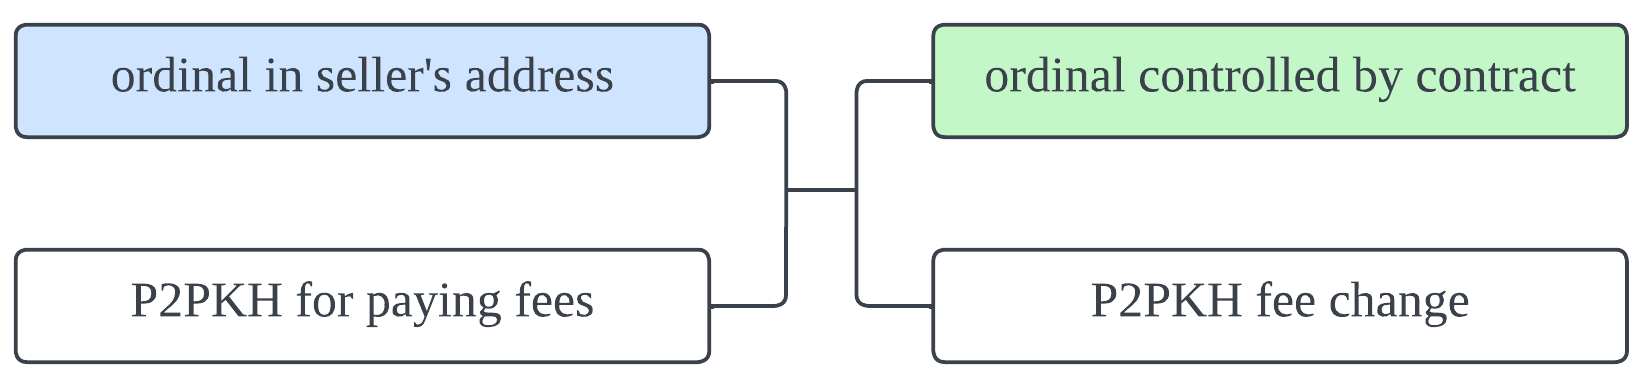 ordinal in seller's address
ordinal controlled by contract
P2PKH for paying fees
P2PKH fee change